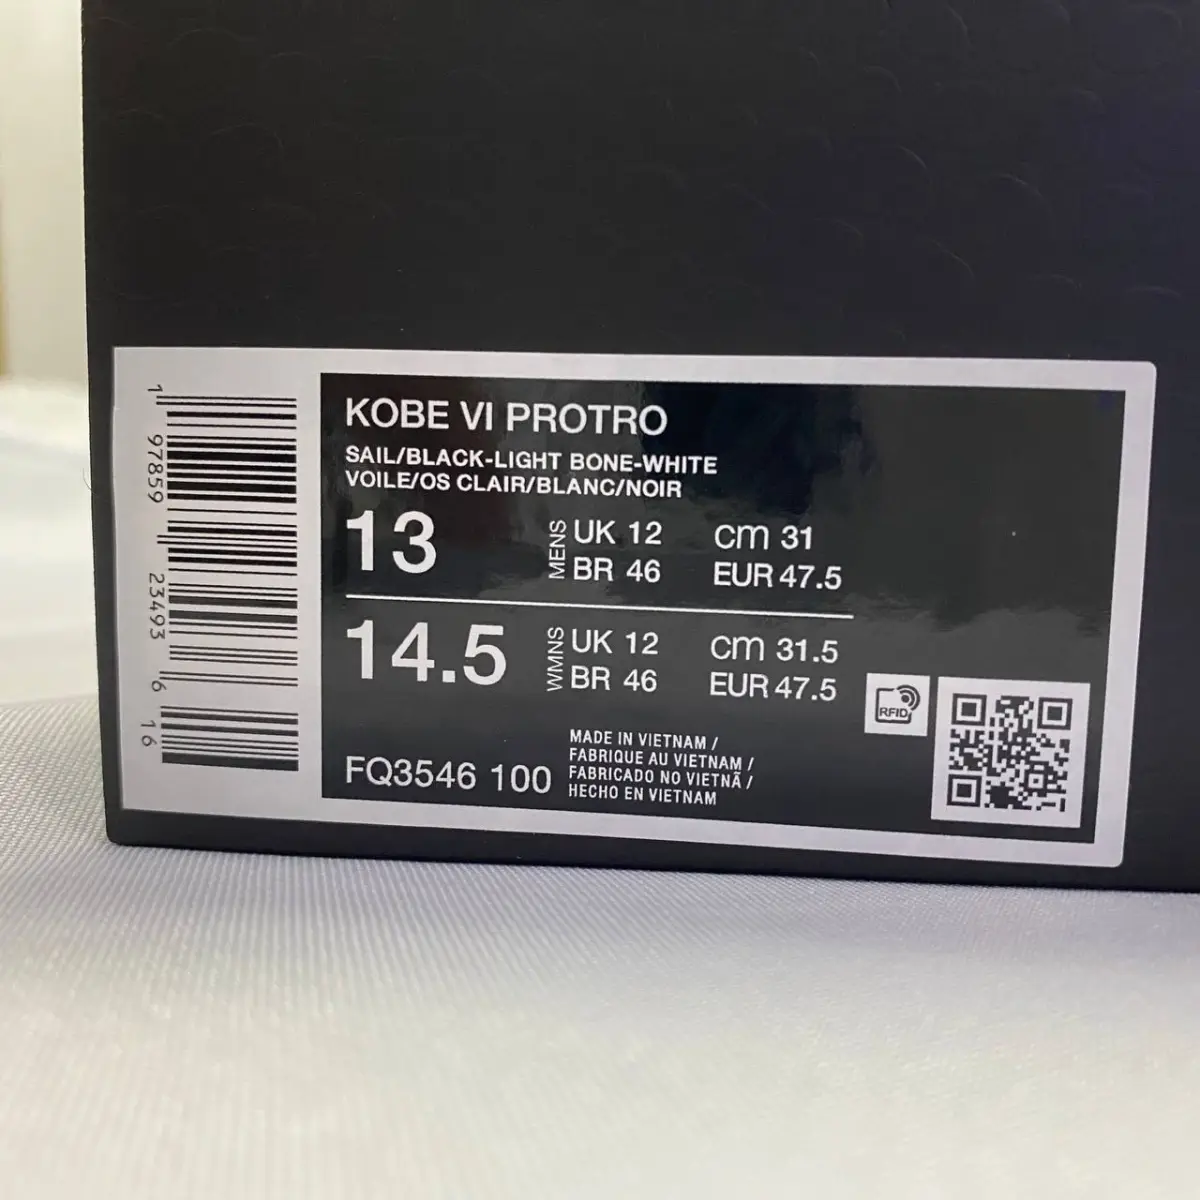 KOBE VI PROTRO
SAIL/BLACK-LIGHT BONE-WHITE
VOILE/OS CLAIR/BLANC/NOIR
13 MENS UK 12 cm 31
BR 46 EUR 47.5
14.5 WMNS UK 12 cm 31.5
BR 46 EUR 47.5
FQ3546 100
MADE IN VIETNAM /
FABRIQUE AU VIETNAM /
FABRICADO NO VIETNÃ /
HECHO EN VIETNAM
RFID
1 97859 23493 6 16